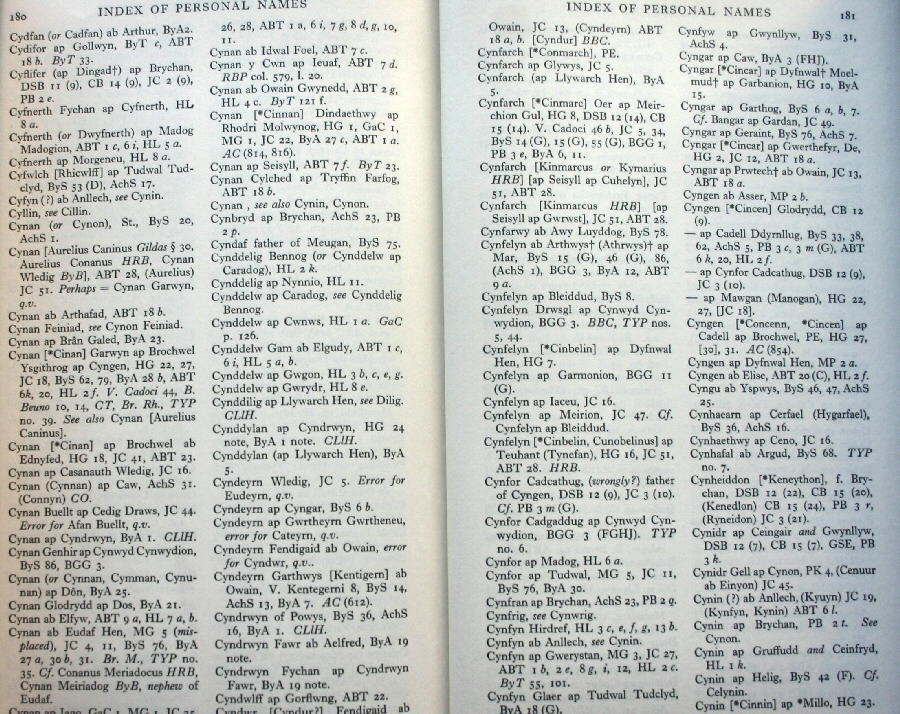 180 INDEX OF PERSONAL NAMES
Cydfan (or Cadfan) ab Arthur, ByA2.
Cydifor ap Gollwyn, ByT c, ABT
18 b. ByT 33.
Cyflifer (ap Dingad†) ap Brychan,
DSB 11 (9), CB 14 (9), JC 2 (9),
PB 2 e.
Cyfnerth Fychan ap Cyfnerth, HL
8 a.
Cyfnerth (or Dwyfnerth) ap Madog
Madogion, ABT 1 c, 6 i, HL 5 a.
Cyfnerth ap Morgeneu, HL 8 a.
Cyfwlch [Rhicwlff] ap Tudwal Tud-
clyd, ByS 53 (D), AchS 17.
Cyfyn (?) ab Anllech, see Cynin.
Cyllin, see Cillin.
Cynan (or Cynon), St., ByS 20,
AchS 1.
Cynan [Aurelius Caninus Gildas § 30,
Aurelius Conanus HRB, Cynan
Wledig ByB], ABT 28, (Aurelius)
JC 51. Perhaps = Cynan Garwyn,
q.v.
Cynan ab Arthafad, ABT 18 b.
Cynan Feiniad, see Cynon Feiniad.
Cynan ap Brân Galed, ByA 23.
Cynan [*Cinan] Garwyn ap Brochwel
Ysgithrog ap Cyngen, HG 22, 27,
JC 18, ByS 62, 79, ByA 28 b, ABT
6k, 20, HL 2 f. V. Cadoci 44, B.
Beuno 10, 14, CT, Br. Rh., TYP
no. 39. See also Cynan [Aurelius
Caninus].
Cynan [*Cinan] ap Brochwel ab
Ednyfed, HG 18, JC 41, ABT 23.
Cynan ap Casanauth Wledig, JC 16.
Cynan (Cynnan) ap Caw, AchS 31.
(Connyn) CO.
Cynan Buellt ap Cedig Draws, JC 44.
Error for Afan Buellt, q.v.
Cynan ap Cyndrwyn, ByA 1. CLlH.
Cynan Genhir ap Cynwyd Cynwydion,
ByS 86, BGG 3.
Cynan (or Cynnan, Cymman, Cynu-
nan) ap Dôn, ByA 25.
Cynan Glodrydd ap Dos, ByA 21.
Cynan ab Elfyw, ABT 9 a, HL 7 a, b.
Cynan ab Eudaf Hen, MG 5 (mis-
placed), JC 4, 11, ByS 76, ByA
27 a, 30 b, 31. Br. M., TYP no.
35. Cf. Conanus Meriadocus HRB,
Cynan Meiriadog ByB, nephew of
Eudaf.
Cynan ap Iago, GaC 1, MG 1, JC 25
26, 28, ABT 1 a, 6 i, 7 g, 8 d, g, 10,
11.
Cynan ab Idwal Foel, ABT 7 c.
Cynan y Cwn ap Ieuaf, ABT 7 d.
RBP col. 579, l. 20.
Cynan ab Owain Gwynedd, ABT 2 g,
HL 4 c. ByT 121 f.
Cynan [*Cinnan] Dindaethwy ap
Rhodri Molwynog, HG 1, GaC 1,
MG 1, JC 22, ByA 27 c, ABT 1 a.
AC (814, 816).
Cynan ap Seisyll, ABT 7 f. ByT 23.
Cynan Cylched ap Tryffin Farfog,
ABT 18 b.
Cynan , see also Cynin, Cynon.
Cynbryd ap Brychan, AchS 23, PB
2 p.
Cyndaf father of Meugan, ByS 75.
Cynddelig Bennog (or Cynddelw ap
Caradog), HL 2 k.
Cynddelig ap Nynnio, HL 11.
Cynddelig ap Caradog, see Cynddelig
Bennog.
Cynddelw ap Cwnws, HL 1 a. GaC
p. 126.
Cynddelw Gam ab Elgudy, ABT 1 c,
6 i, HL 5 a, b.
Cynddelw ap Gwgon, HL 3 b, c, e, g.
Cynddelw ap Gwrydr, HL 8 e.
Cynddilig ap Llywarch Hen, see Dilig.
CLlH.
Cynddylan ap Cyndrwyn, HG 24
note, ByA 1 note. CLlH.
Cynddylan (ap Llywarch Hen), ByA
5.
Cyndeyrn Wledig, JC 5. Error for
Eudeyrn, q.v.
Cyndeyrn ap Cyngar, ByS 6 b.
Cyndeyrn ap Gwrtheyrn Gwrtheneu,
error for Cateyrn, q.v.
Cyndeyrn Fendigaid ab Owain, error
for Cyndwr, q.v..
Cyndeyrn Garthwys [Kentigern] ab
Owain, V. Kentegerni 8, ByS 14,
AchS 13, ByA 7. AC (612).
Cyndrwyn of Powys, ByS 36, AchS
16, ByA 1. CLlH.
Cyndrwyn Fawr ab Aelfred, ByA 19
note.
Cyndrwyn Fychan ap Cyndrwyn
Fawr, ByA 19 note.
Cyndwlff ap Gorflwng, ABT 22.
Cyndwr [Cyndur?] Fendigaid ab
INDEX OF PERSONAL NAMES 181
Owain, JC 13, (Cyndeyrn) ABT
18 a, b. [Cyndur] BBC.
Cynfarch [*Conmarch], PE.
Cynfarch ap Glywys, JC 5.
Cynfarch (ap Llywarch Hen), ByA
5.
Cynfarch [*Cinmarc] Oer ap Meir-
chion Gul, HG 8, DSB 12 (14), CB
15 (14). V. Cadoci 46 b, JC 5, 34,
ByS 14 (G), 15 (G), 55 (G), BGG 1,
PB 3 e, ByA 6, 11.
Cynfarch [Kinmarcus or Kymarius
HRB] [ap Seisyll ap Cuhelyn], JC
51, ABT 28.
Cynfarch [Kinmarcus HRB] [ap
Seisyll ap Gwrwst], JC 51, ABT 28.
Cynfarwy ab Awy Luyddog, ByS 78.
Cynfelyn ab Arthwys† (Athrwys)† ap
Mar, ByS 15 (G), 46 (G), 86,
(AchS 1), BGG 3, ByA 12, ABT
9 a.
Cynfelyn ap Bleiddud, ByS 8.
Cynfelyn Drwsgl ap Cynwyd Cyn-
wydion, BGG 3. BBC, TYP nos.
5, 44.
Cynfelyn [*Cinbelin] ap Dyfnwal
Hen, HG 7.
Cynfelyn ap Garmonion, BGG 11
(G).
Cynfelyn ap Iaceu, JC 16.
Cynfelyn ap Meirion, JC 47. Cf.
Cynfelyn ap Bleiddud.
Cynfelyn [*Cinbelin, Cunobelinus] ap
Teuhant (Tynefan), HG 16, JC 51,
ABT 28. HRB.
Cynfor Cadcathug, (wrongly?) father
of Cyngen, DSB 12 (9), JC 3 (10).
Cf. PB 3 m (G).
Cynfor Cadgaddug ap Cynwyd Cyn-
wydion, BGG 3 (FGHJ). TYP
no. 6.
Cynfor ap Madog, HL 6 a.
Cynfor ap Tudwal, MG 5, JC 11,
ByS 76, ByA 30.
Cynfran ap Brychan, AchS 23, PB 2 q.
Cynfrig, see Cynwrig.
Cynfyn Hirdref, HL 3 c, e, f, g, 13 b.
Cynfyn ab Anllech, see Cynin.
Cynfyn ap Gwerystan, MG 3, JC 27,
ABT 1 b, 2 e, 8 g, i, 12, HL 2 c.
ByT 55, 101.
Cynfyn Glaer ap Tudwal Tudclyd,
ByA 18 (G).
Cynfyw ap Gwynllyw, ByS 31,
AchS 4.
Cyngar ap Caw, ByA 3 (FHJ).
Cyngar [*Cincar] ap Dyfnwal† Moel-
mud† ap Garbanion, HG 10, ByA
15.
Cyngar ap Garthog, ByS 6 a, b, 7.
Cf. Bangar ap Gardan, JC 49.
Cyngar ap Geraint, ByS 76, AchS 7.
Cyngar [*Cincar] ap Gwerthefyr, De,
HG 2, JC 12, ABT 18 a.
Cyngar ap Prwtech† ab Owain, JC 13,
ABT 18 a.
Cyngen ab Asser, MP 2 b.
Cyngen [*Cincen] Glodrydd, CB 12
(9).
— ap Cadell Ddyrnllug, ByS 33, 38,
62, AchS 5, PB 3 c, 3 m (G), ABT
6 k, 20, HL 2 f.
— ap Cynfor Cadcathug, DSB 12 (9),
JC 3 (10).
— ap Mawgan (Manogan), HG 22,
27, [JC 18].
Cyngen [*Concenn, *Cincen] ap
Cadell ap Brochwel, PE, HG 27,
[30], 31. AC (854).
Cyngen ap Dyfnwal Hen, MP 2 a.
Cyngen ab Elise, ABT 20 (C), HL 2 f.
Cyngu ab Yspwys, ByS 46, 47, AchS
25.
Cynhaearn ap Cerfael (Hygarfael),
ByS 36, AchS 16.
Cynhaethwy ap Ceno, JC 16.
Cynhafal ab Argud, ByS 68. TYP
no. 7.
Cynheiddon [*Keneython], f. Bry-
chan, DSB 12 (22), CB 15 (20),
(Kenedlon) CB 15 (24), PB 3 r,
(Ryneidon) JC 3 (21).
Cynidr ap Ceingair and Gwynllyw,
DSB 12 (7), CB 15 (7), GSE, PB
3 k.
Cynidr Gell ap Cynon, PK 4, (Cenuur
ab Einyon) JC 45.
Cynin (?) ab Anllech, (Kyuyn) JC 19,
(Kynfyn, Kynin) ABT 6 l.
Cynin ap Brychan, PB 2 t. See
Cynon.
Cynin ap Gruffudd and Ceinfryd,
HL 1 k.
Cynin ap Helig, ByS 42 (F). Cf.
Celynin.
Cynin [*Cinnin] ap *Millo, HG 23.